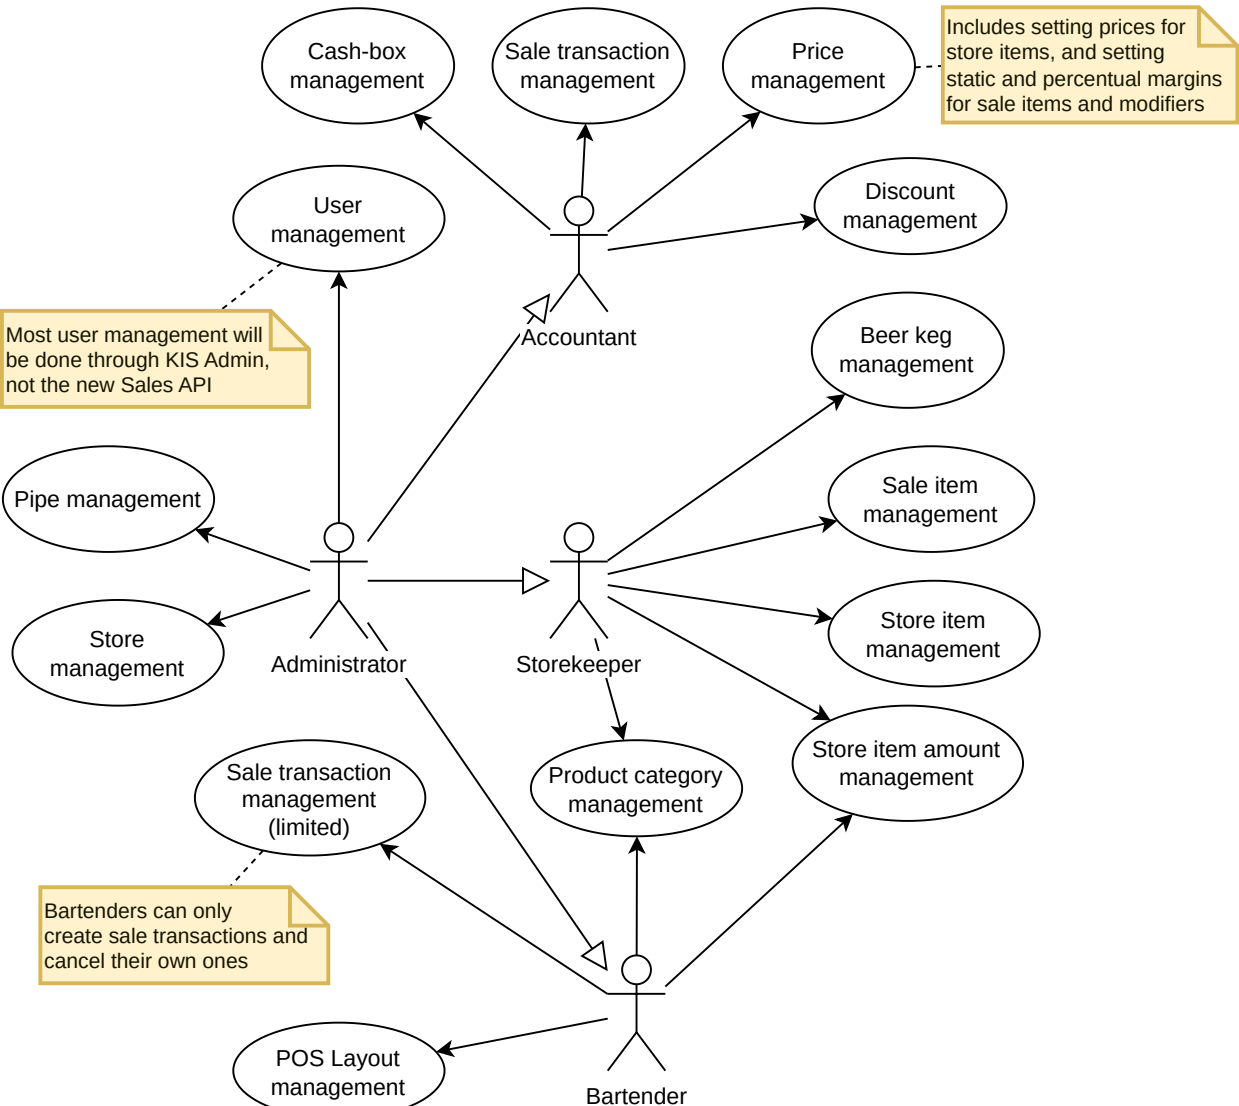 Cash-box
management
Sale transaction
management
Price
management
Includes setting prices for
store items, and setting
static and percentual margins
for sale items and modifiers
User
management
Discount
management
Accountant
Most user management will
be done through KIS Admin,
not the new Sales API
Beer keg
management
Pipe management
Sale item
management
Store
management
Administrator
Storekeeper
Store item
management
Sale transaction
management
(limited)
Product category
management
Store item amount
management
Bartenders can only
create sale transactions and
cancel their own ones
POS Layout
management
Bartender